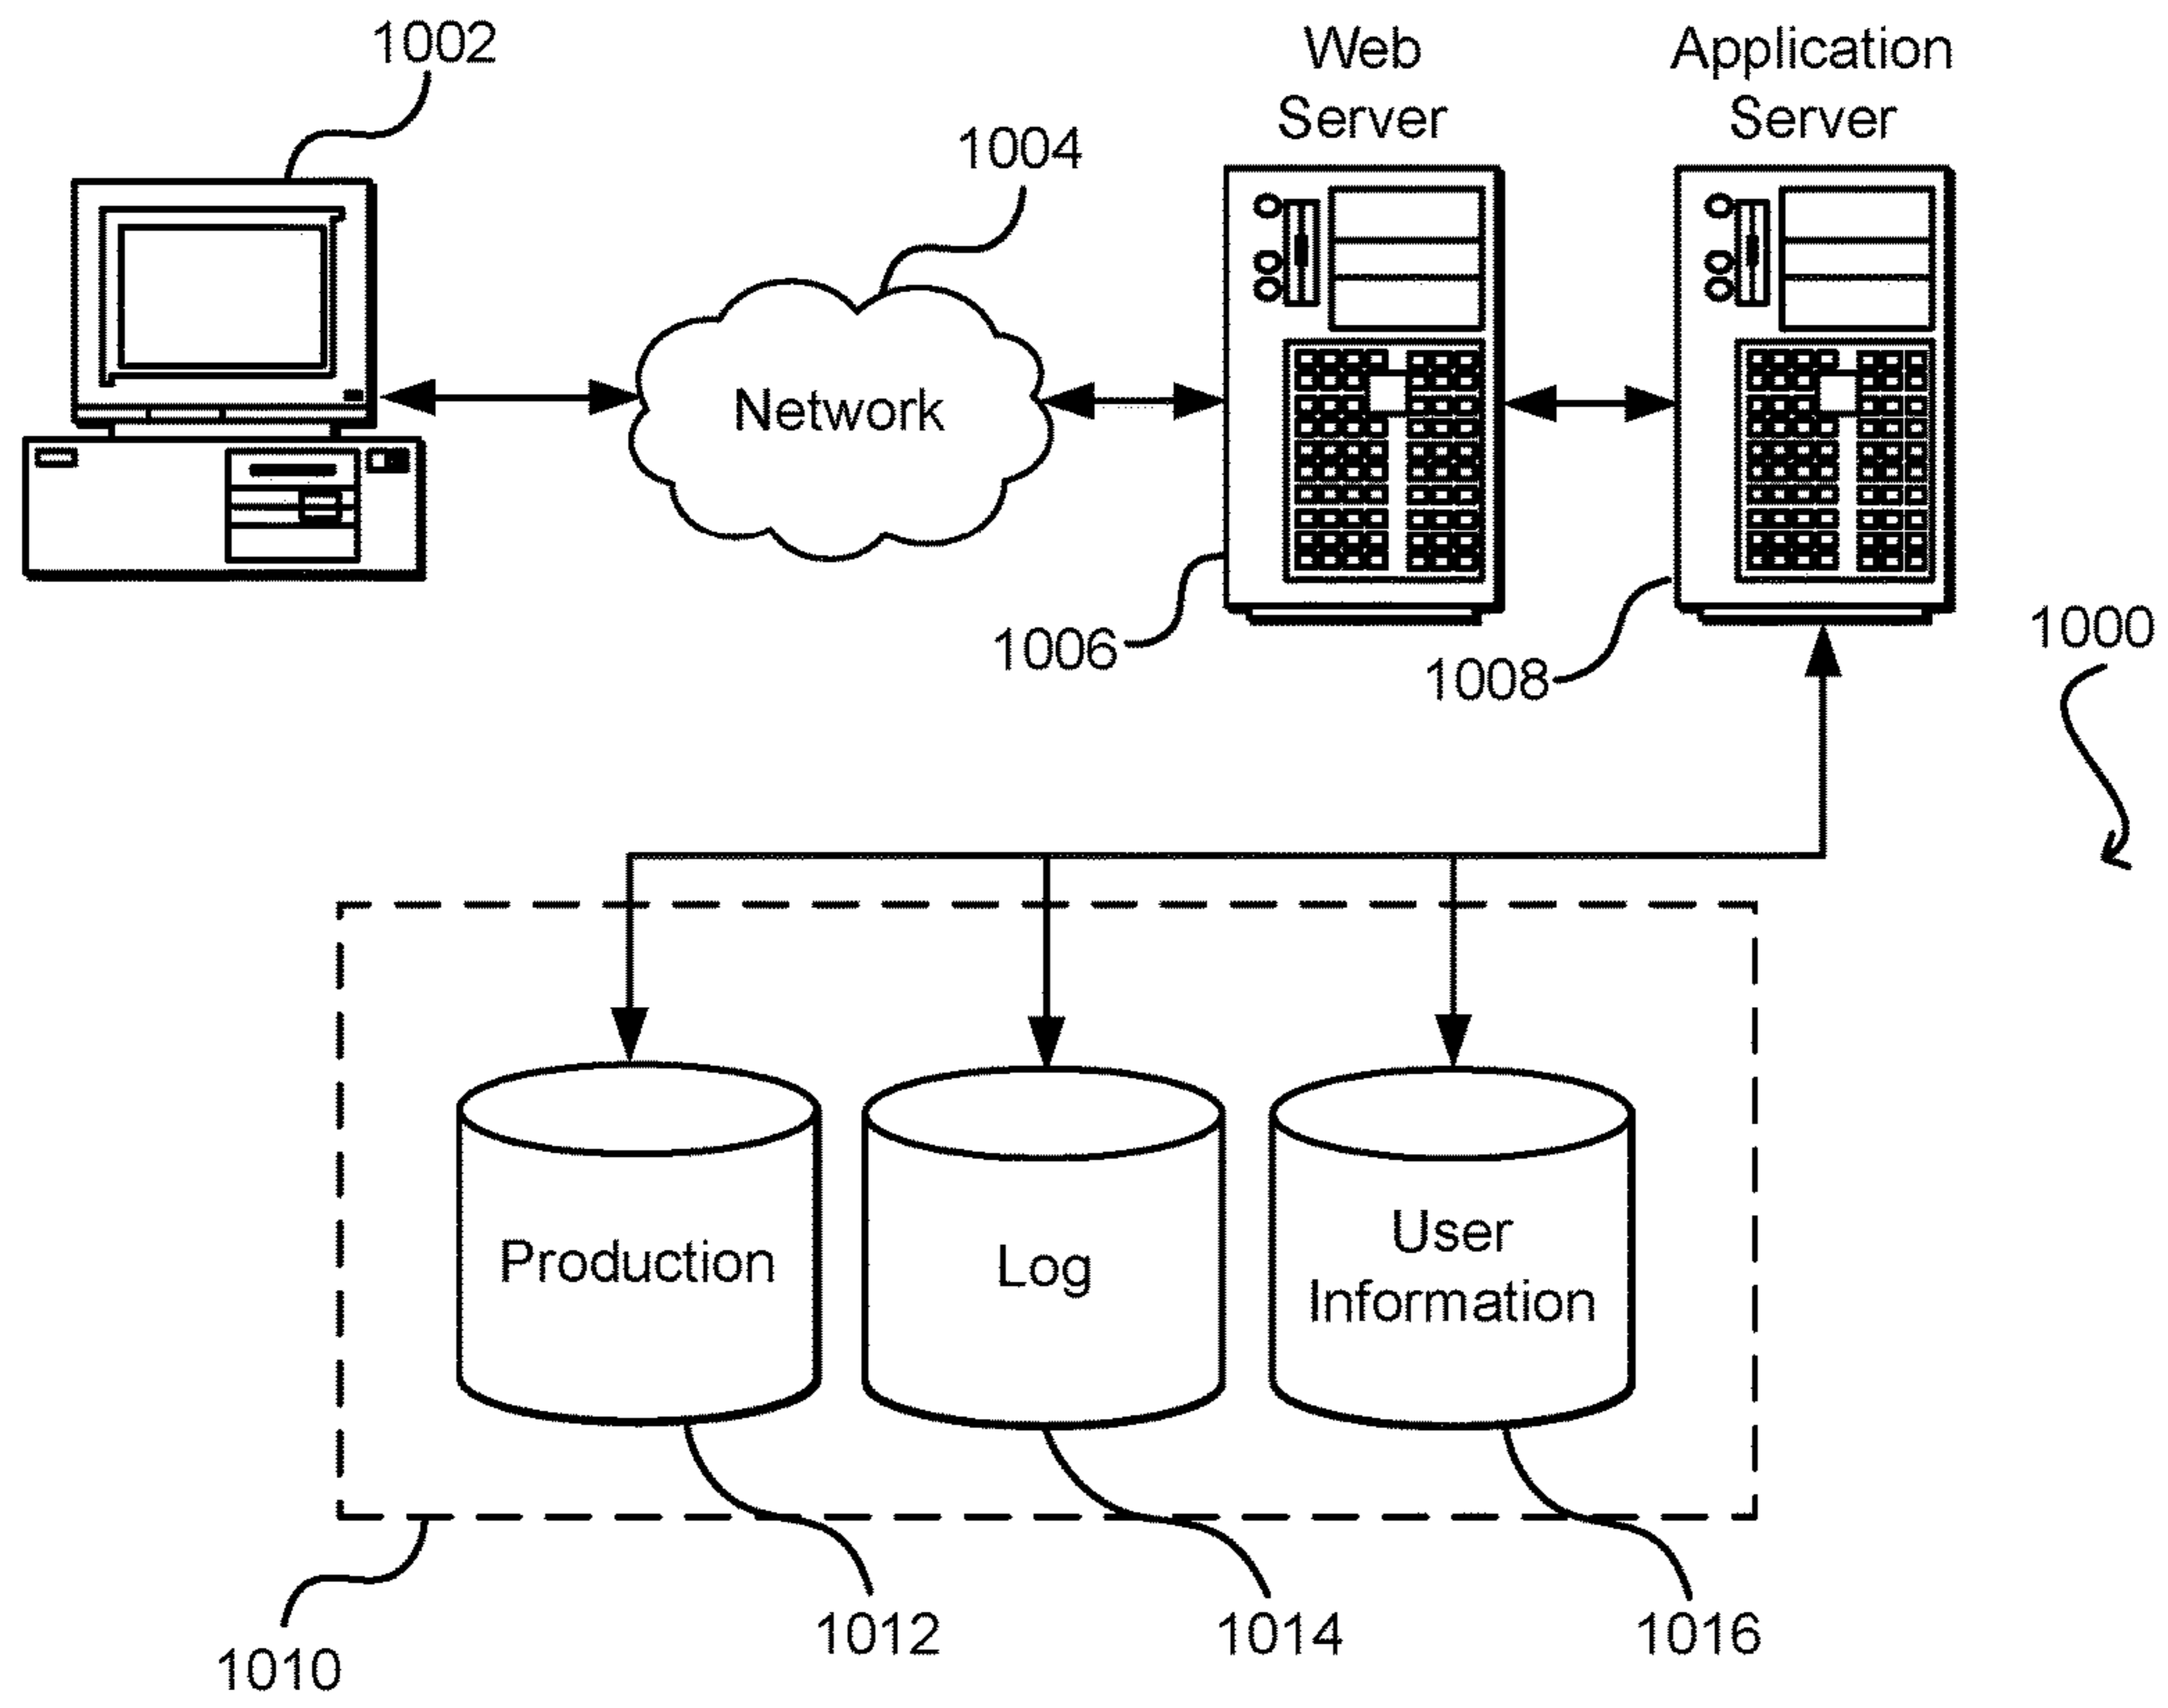 1002
Web
Server
Application
Server
1004
Network
1006
1008
1000
Production
Log
User
Information
1010
1012
1014
1016